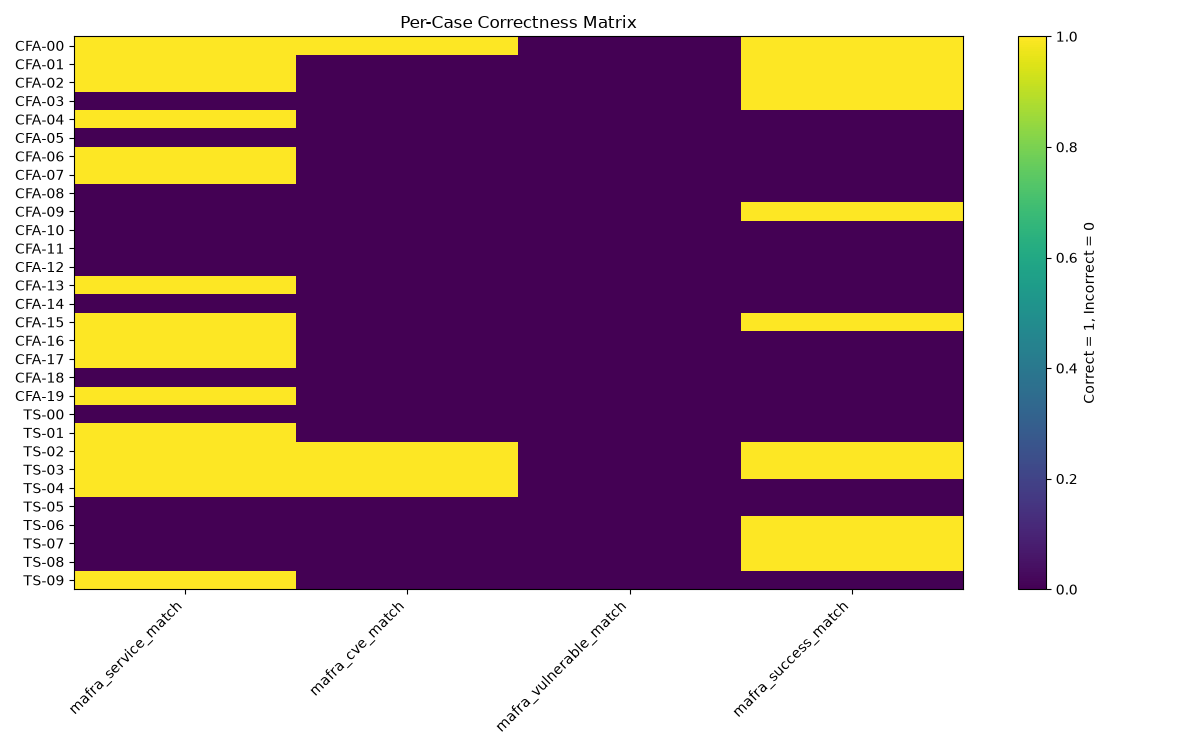 Per-Case Correctness Matrix
CFA-00
CFA-01
CFA-02
CFA-03
CFA-04
CFA-05
CFA-06
CFA-07
CFA-08
CFA-09
CFA-10
CFA-11
CFA-12
CFA-13
CFA-14
CFA-15
CFA-16
CFA-17
CFA-18
CFA-19
TS-00
TS-01
TS-02
TS-03
TS-04
TS-05
TS-06
TS-07
TS-08
TS-09
mafra_service_match
mafra_cve_match
mafra_vulnerable_match
mafra_success_match
1.0
0.8
0.6
0.4
0.2
0.0
Correct = 1, Incorrect = 0